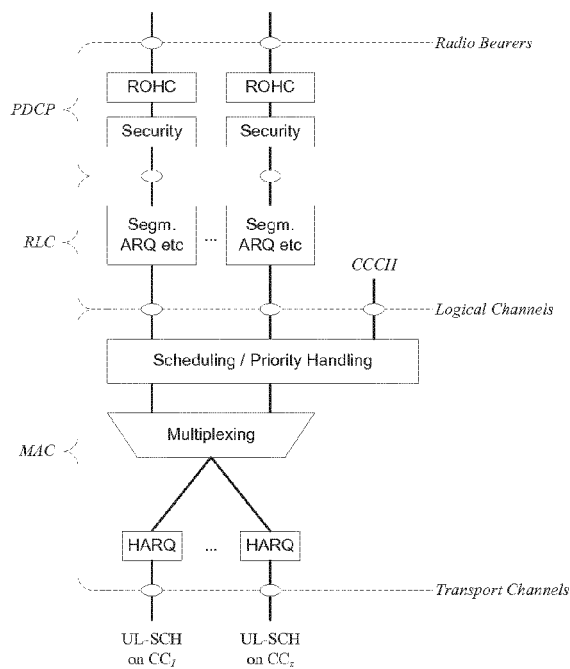 Radio Bearers
ROHC ROHC
PDCP
Security Security
Segm. Segm.
ARQ etc ... ARQ etc
RLC
CCCH
Logical Channels
Scheduling / Priority Handling
Multiplexing
MAC
HARQ ... HARQ
Transport Channels
UL-SCH UL-SCH
on CC1 on CCz